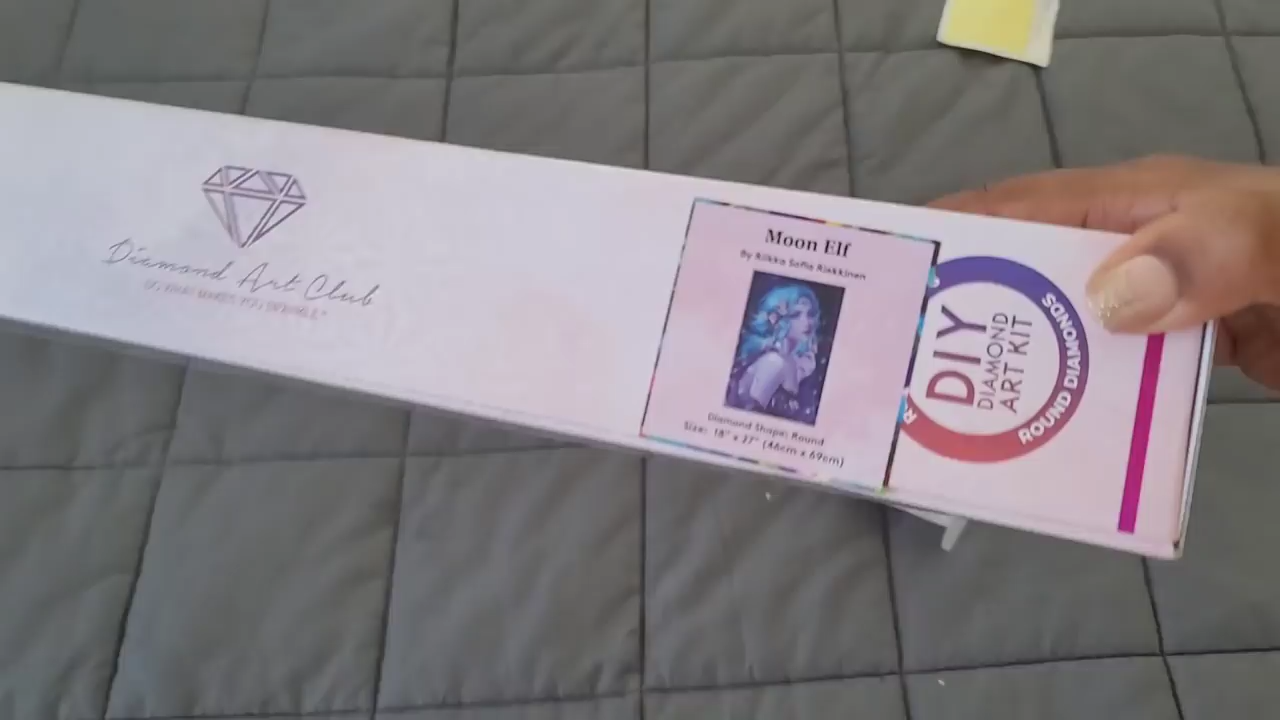 Diamond Art Club
Moon Elf
By Riikka Sofia Riekkinen
Diamond Shape: Round
Size: 18" x 27" (46cm x 69cm)
DIY
DIAMOND
ART KIT
ROUND DIAMONDS
R